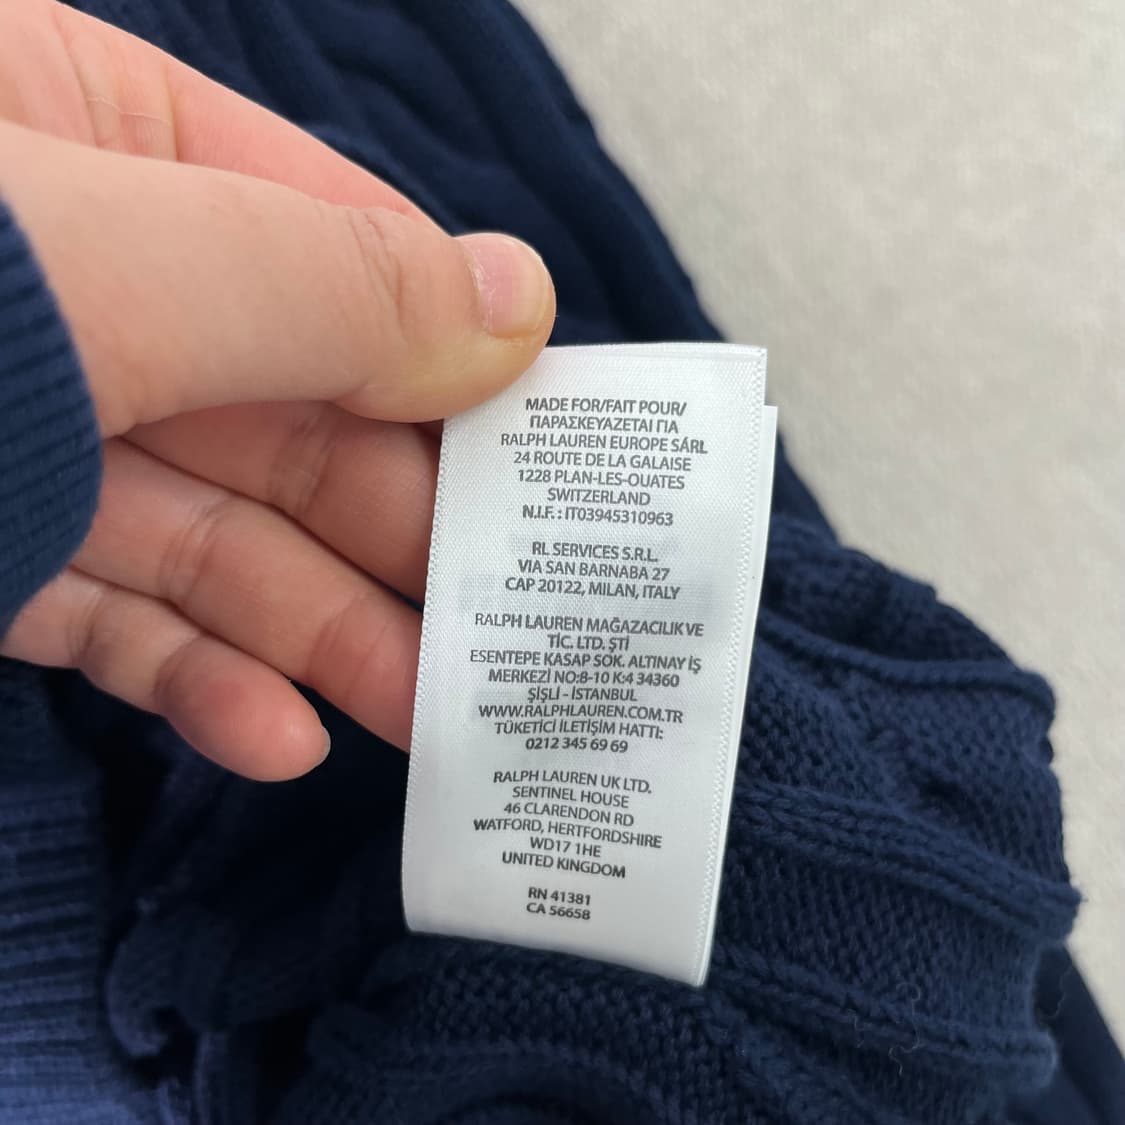 MADE FOR/FAIT POUR/
ΠΑΡΑΣΚΕΥΑΖΕΤΑΙ ΓΙΑ
RALPH LAUREN EUROPE SÁRL
24 ROUTE DE LA GALAISE
1228 PLAN-LES-OUATES
SWITZERLAND
N.I.F. : IT03945310963
RL SERVICES S.R.L.
VIA SAN BARNABA 27
CAP 20122, MILAN, ITALY
RALPH LAUREN MAĞAZACILIK VE
TİC. LTD. ŞTİ
ESENTEPE KASAP SOK. ALTINAY İŞ
MERKEZİ NO:8-10 K:4 34360
ŞİŞLİ - İSTANBUL
WWW.RALPHLAUREN.COM.TR
TÜKETİCİ İLETİŞİM HATTI:
0212 345 69 69
RALPH LAUREN UK LTD.
SENTINEL HOUSE
46 CLARENDON RD
WATFORD, HERTFORDSHIRE
WD17 1HE
UNITED KINGDOM
RN 41381
CA 56658